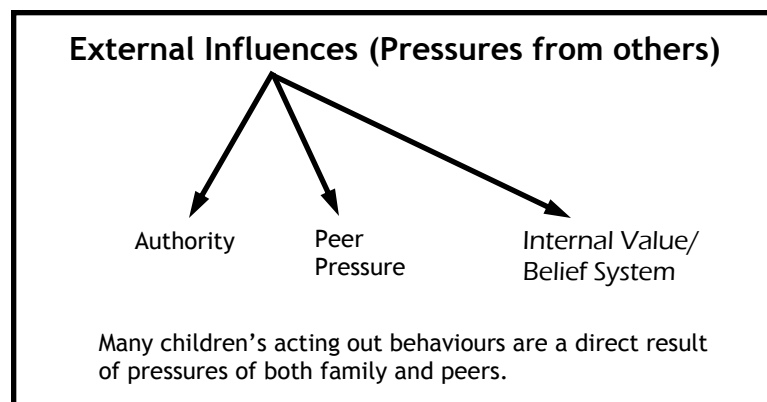 External Influences (Pressures from others)
Authority
Peer
Pressure
Internal Value/
Belief System
Many children’s acting out behaviours are a direct result
of pressures of both family and peers.